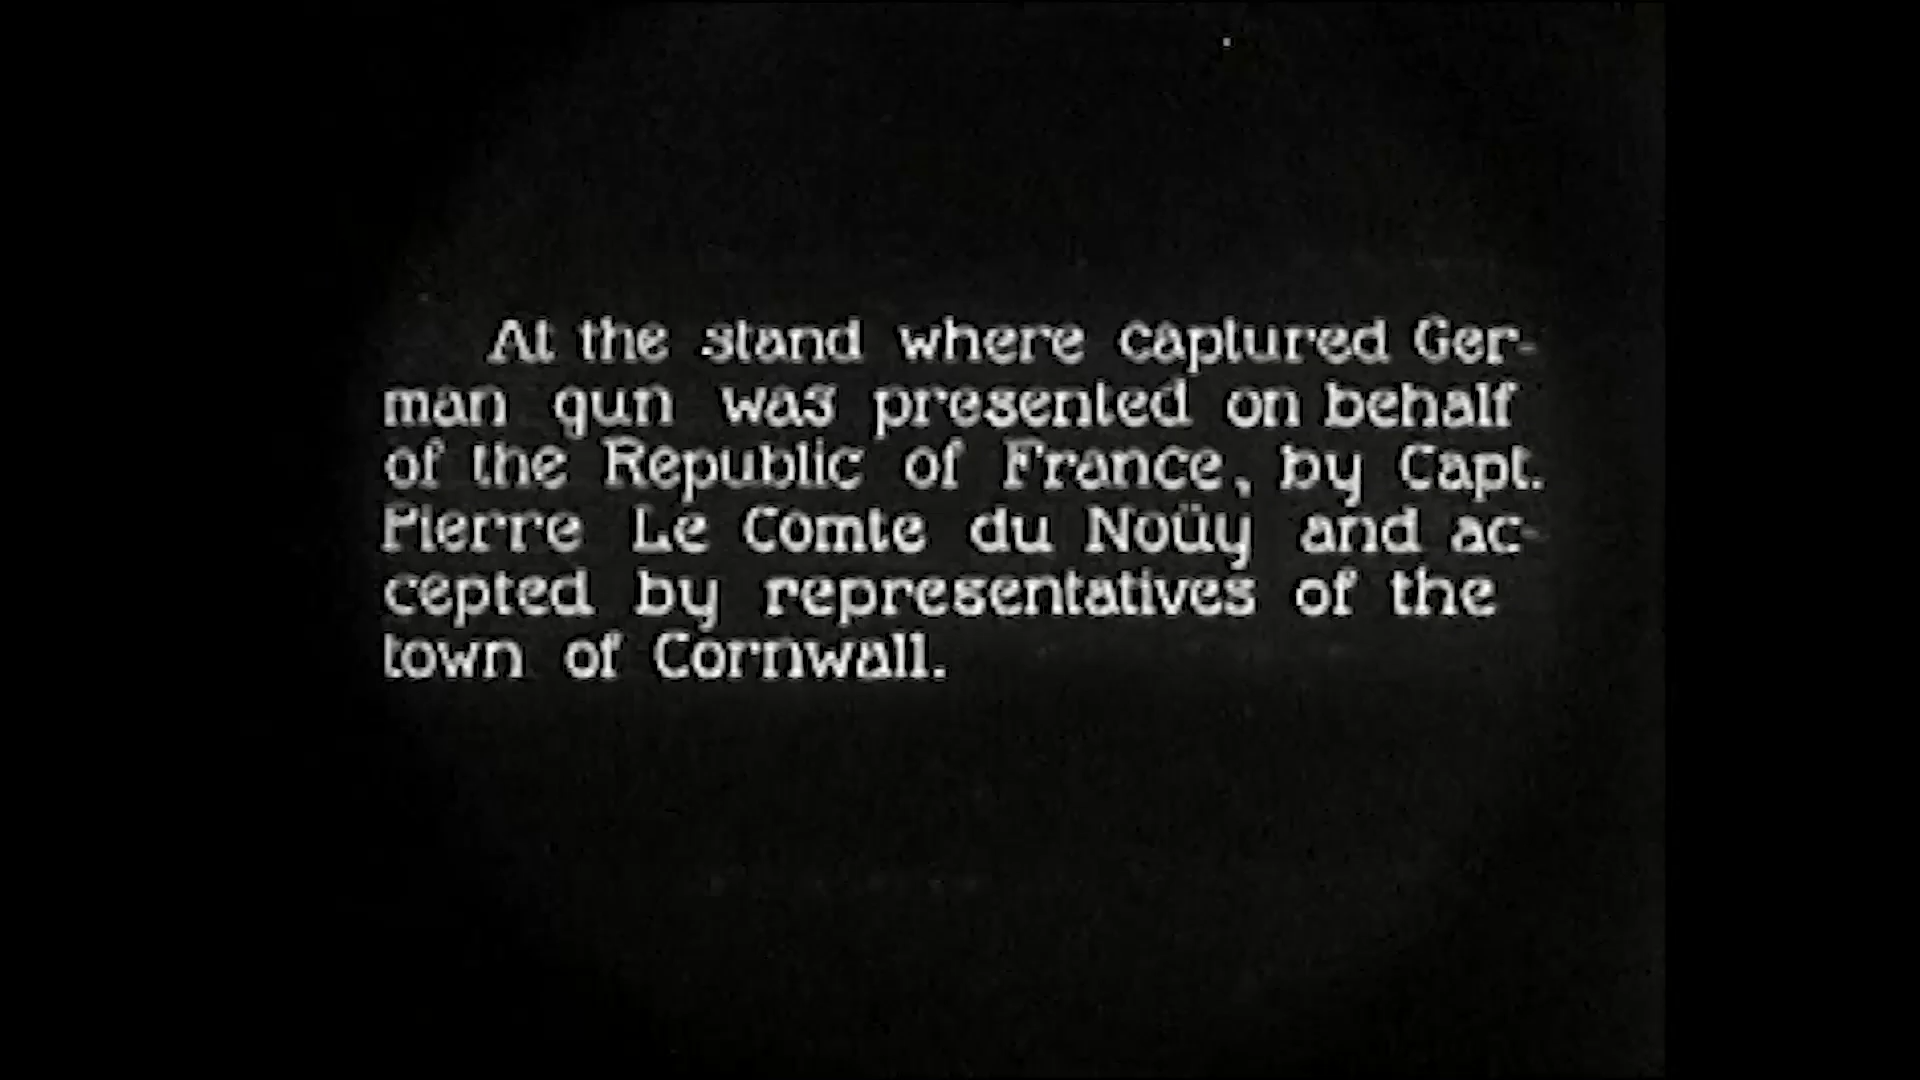 At the stand where captured Ger-
man gun was presented on behalf
of the Republic of France, by Capt.
Pierre Le Comte du Noüy and ac-
cepted by representatives of the
town of Cornwall.